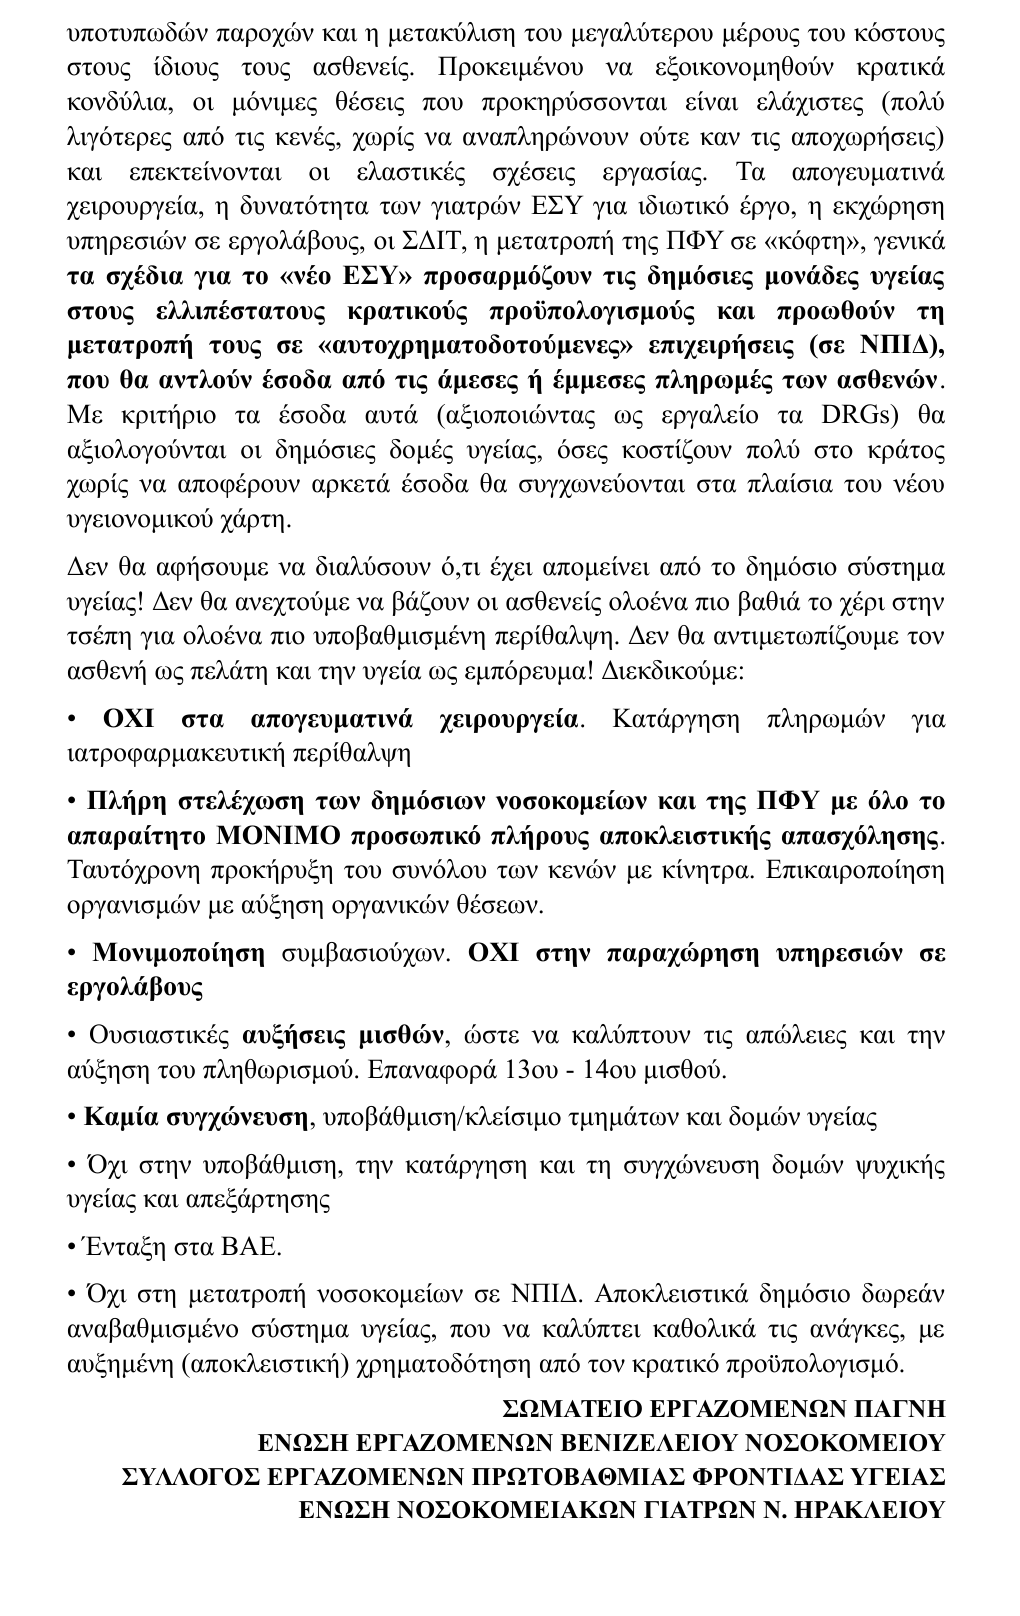 υποτυπωδών παροχών και η μετακύλιση του μεγαλύτερου μέρους του κόστους
στους ίδιους τους ασθενείς. Προκειμένου να εξοικονομηθούν κρατικά
κονδύλια, οι μόνιμες θέσεις που προκηρύσσονται είναι ελάχιστες (πολύ
λιγότερες από τις κενές, χωρίς να αναπληρώνουν ούτε καν τις αποχωρήσεις)
και επεκτείνονται οι ελαστικές σχέσεις εργασίας. Τα απογευματινά
χειρουργεία, η δυνατότητα των γιατρών ΕΣΥ για ιδιωτικό έργο, η εκχώρηση
υπηρεσιών σε εργολάβους, οι ΣΔΙΤ, η μετατροπή της ΠΦΥ σε «κόφτη», γενικά
τα σχέδια για το «νέο ΕΣΥ» προσαρμόζουν τις δημόσιες μονάδες υγείας
στους ελλιπέστατους κρατικούς προϋπολογισμούς και προωθούν τη
μετατροπή τους σε «αυτοχρηματοδοτούμενες» επιχειρήσεις (σε ΝΠΙΔ),
που θα αντλούν έσοδα από τις άμεσες ή έμμεσες πληρωμές των ασθενών.
Με κριτήριο τα έσοδα αυτά (αξιοποιώντας ως εργαλείο τα DRGs) θα
αξιολογούνται οι δημόσιες δομές υγείας, όσες κοστίζουν πολύ στο κράτος
χωρίς να αποφέρουν αρκετά έσοδα θα συγχωνεύονται στα πλαίσια του νέου
υγειονομικού χάρτη.
Δεν θα αφήσουμε να διαλύσουν ό,τι έχει απομείνει από το δημόσιο σύστημα
υγείας! Δεν θα ανεχτούμε να βάζουν οι ασθενείς ολοένα πιο βαθιά το χέρι στην
τσέπη για ολοένα πιο υποβαθμισμένη περίθαλψη. Δεν θα αντιμετωπίζουμε τον
ασθενή ως πελάτη και την υγεία ως εμπόρευμα! Διεκδικούμε:
• ΟΧΙ στα απογευματινά χειρουργεία. Κατάργηση πληρωμών για
ιατροφαρμακευτική περίθαλψη
• Πλήρη στελέχωση των δημόσιων νοσοκομείων και της ΠΦΥ με όλο το
απαραίτητο ΜΟΝΙΜΟ προσωπικό πλήρους αποκλειστικής απασχόλησης.
Ταυτόχρονη προκήρυξη του συνόλου των κενών με κίνητρα. Επικαιροποίηση
οργανισμών με αύξηση οργανικών θέσεων.
• Μονιμοποίηση συμβασιούχων. ΟΧΙ στην παραχώρηση υπηρεσιών σε
εργολάβους
• Ουσιαστικές αυξήσεις μισθών, ώστε να καλύπτουν τις απώλειες και την
αύξηση του πληθωρισμού. Επαναφορά 13ου - 14ου μισθού.
• Καμία συγχώνευση, υποβάθμιση/κλείσιμο τμημάτων και δομών υγείας
• Όχι στην υποβάθμιση, την κατάργηση και τη συγχώνευση δομών ψυχικής
υγείας και απεξάρτησης
• Ένταξη στα ΒΑΕ.
• Όχι στη μετατροπή νοσοκομείων σε ΝΠΙΔ. Αποκλειστικά δημόσιο δωρεάν
αναβαθμισμένο σύστημα υγείας, που να καλύπτει καθολικά τις ανάγκες, με
αυξημένη (αποκλειστική) χρηματοδότηση από τον κρατικό προϋπολογισμό.
ΣΩΜΑΤΕΙΟ ΕΡΓΑΖΟΜΕΝΩΝ ΠΑΓΝΗ
ΕΝΩΣΗ ΕΡΓΑΖΟΜΕΝΩΝ ΒΕΝΙΖΕΛΕΙΟΥ ΝΟΣΟΚΟΜΕΙΟΥ
ΣΥΛΛΟΓΟΣ ΕΡΓΑΖΟΜΕΝΩΝ ΠΡΩΤΟΒΑΘΜΙΑΣ ΦΡΟΝΤΙΔΑΣ ΥΓΕΙΑΣ
ΕΝΩΣΗ ΝΟΣΟΚΟΜΕΙΑΚΩΝ ΓΙΑΤΡΩΝ Ν. ΗΡΑΚΛΕΙΟΥ